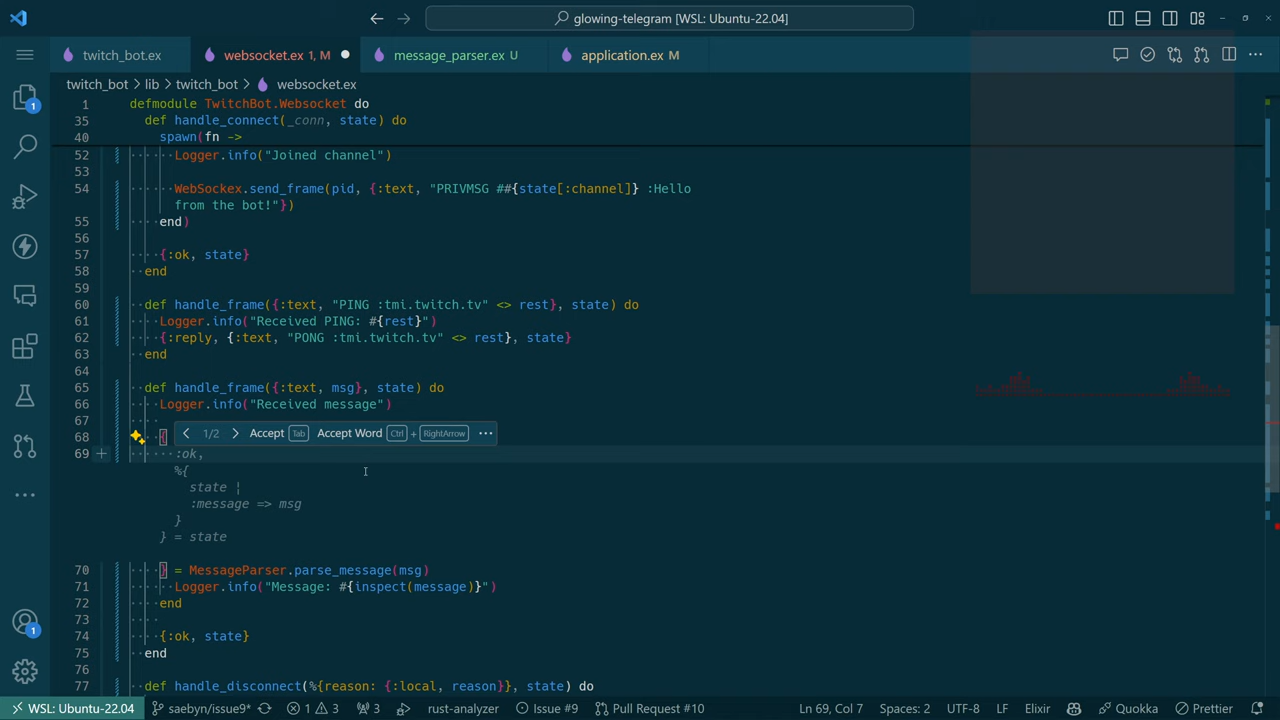 glowing-telegram [WSL: Ubuntu-22.04]
twitch_bot.ex
websocket.ex 1, M
message_parser.ex U
application.ex M
twitch_bot > lib > twitch_bot > websocket.ex
1 defmodule TwitchBot.Websocket do
35 def handle_connect(_conn, state) do
40 spawn(fn ->
52 Logger.info("Joined channel")
53
54 WebSockex.send_frame(pid, {:text, "PRIVMSG ##{state[:channel]} :Hello
from the bot!"})
55 end)
56
57 {:ok, state}
58 end
59
60 def handle_frame({:text, "PING :tmi.twitch.tv" <> rest}, state) do
61 Logger.info("Received PING: #{rest}")
62 {:reply, {:text, "PONG :tmi.twitch.tv" <> rest}, state}
63 end
64
65 def handle_frame({:text, msg}, state) do
66 Logger.info("Received message")
67
68 {
1/2 Accept Tab Accept Word Ctrl + RightArrow
69 :ok,
%{
state |
:message => msg
}
} = state
70 } = MessageParser.parse_message(msg)
71 Logger.info("Message: #{inspect(message)}")
72 end
73
74 {:ok, state}
75 end
76
77 def handle_disconnect(%{reason: {:local, reason}}, state) do
1
1
WSL: Ubuntu-22.04 saebyn/issue9* 1 3 3 rust-analyzer Issue #9 Pull Request #10 Ln 69, Col 7 Spaces: 2 UTF-8 LF Elixir Quokka Prettier